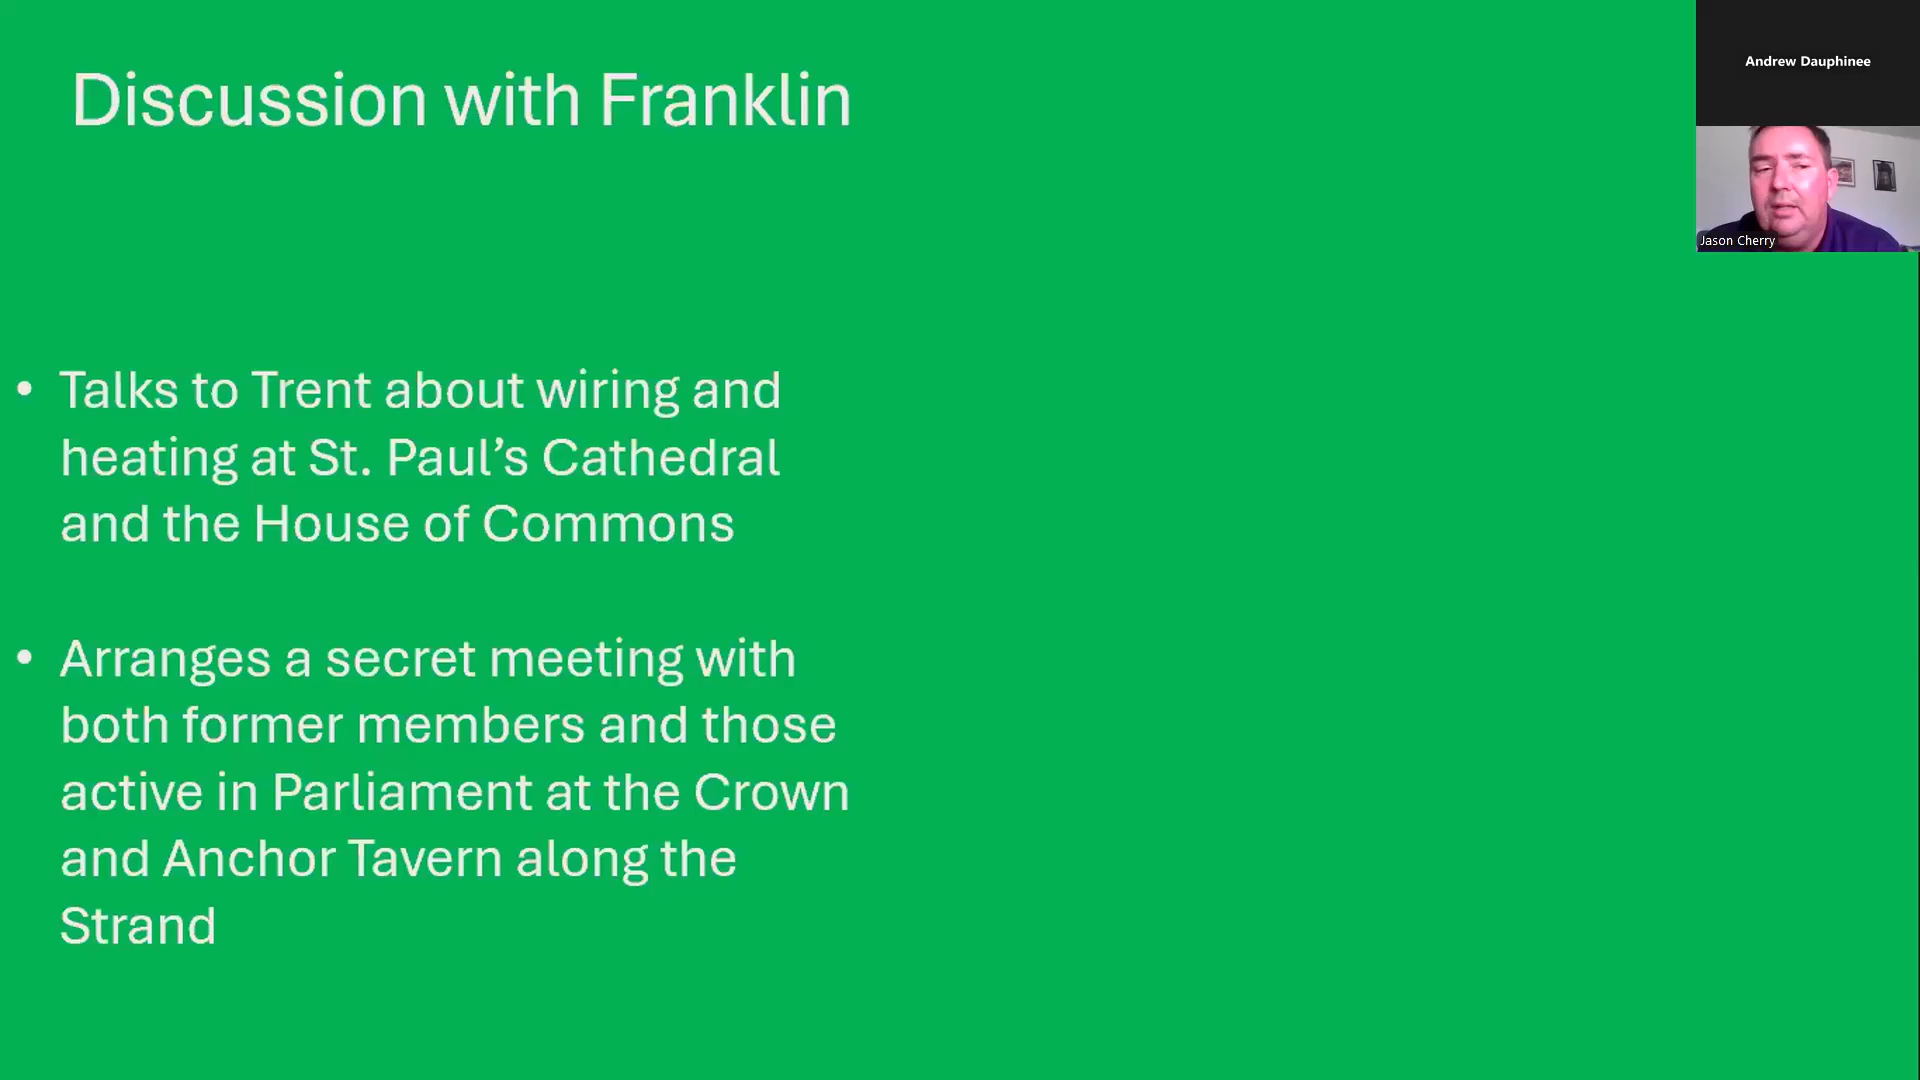 Discussion with Franklin
Andrew Dauphinee
Jason Cherry
• Talks to Trent about wiring and
heating at St. Paul’s Cathedral
and the House of Commons
• Arranges a secret meeting with
both former members and those
active in Parliament at the Crown
and Anchor Tavern along the
Strand